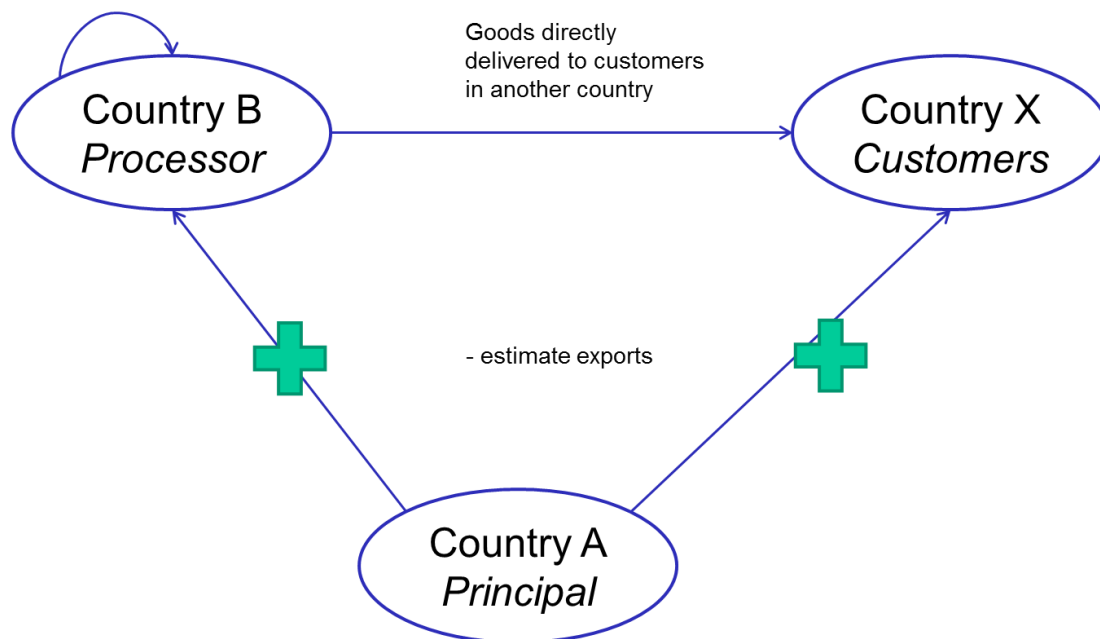 Goods directly
delivered to customers
in another country
Country B
Processor
Country X
Customers
- estimate exports
Country A
Principal